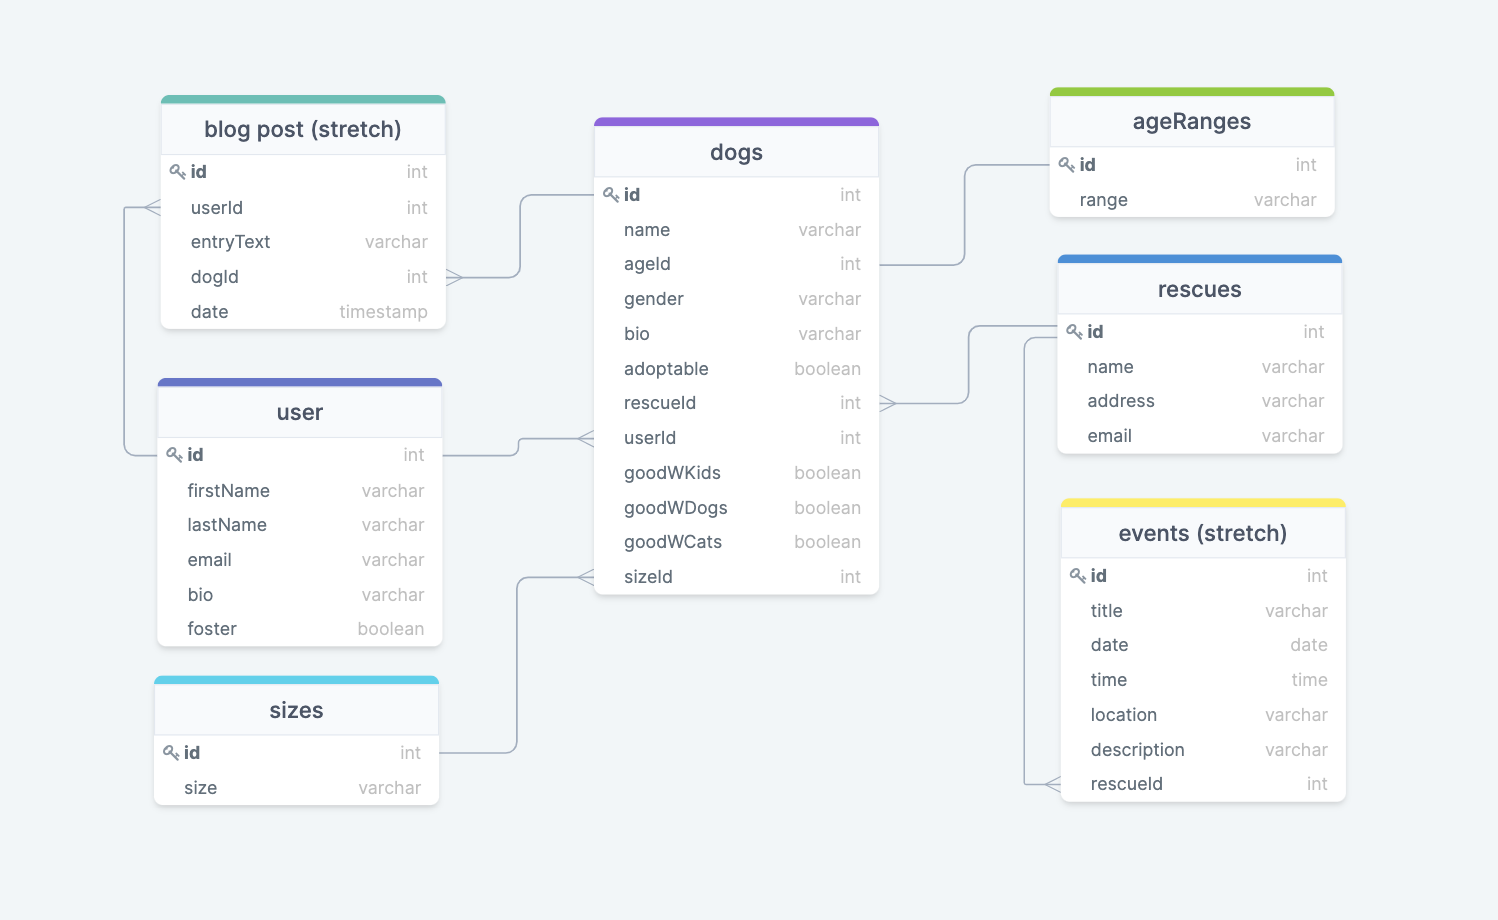 blog post (stretch)
id int
userId int
entryText varchar
dogId int
date timestamp
user
id int
firstName varchar
lastName varchar
email varchar
bio varchar
foster boolean
sizes
id int
size varchar
dogs
id int
name varchar
ageId int
gender varchar
bio varchar
adoptable boolean
rescueId int
userId int
goodWKids boolean
goodWDogs boolean
goodWCats boolean
sizeId int
ageRanges
id int
range varchar
rescues
id int
name varchar
address varchar
email varchar
events (stretch)
id int
title varchar
date date
time time
location varchar
description varchar
rescueId int